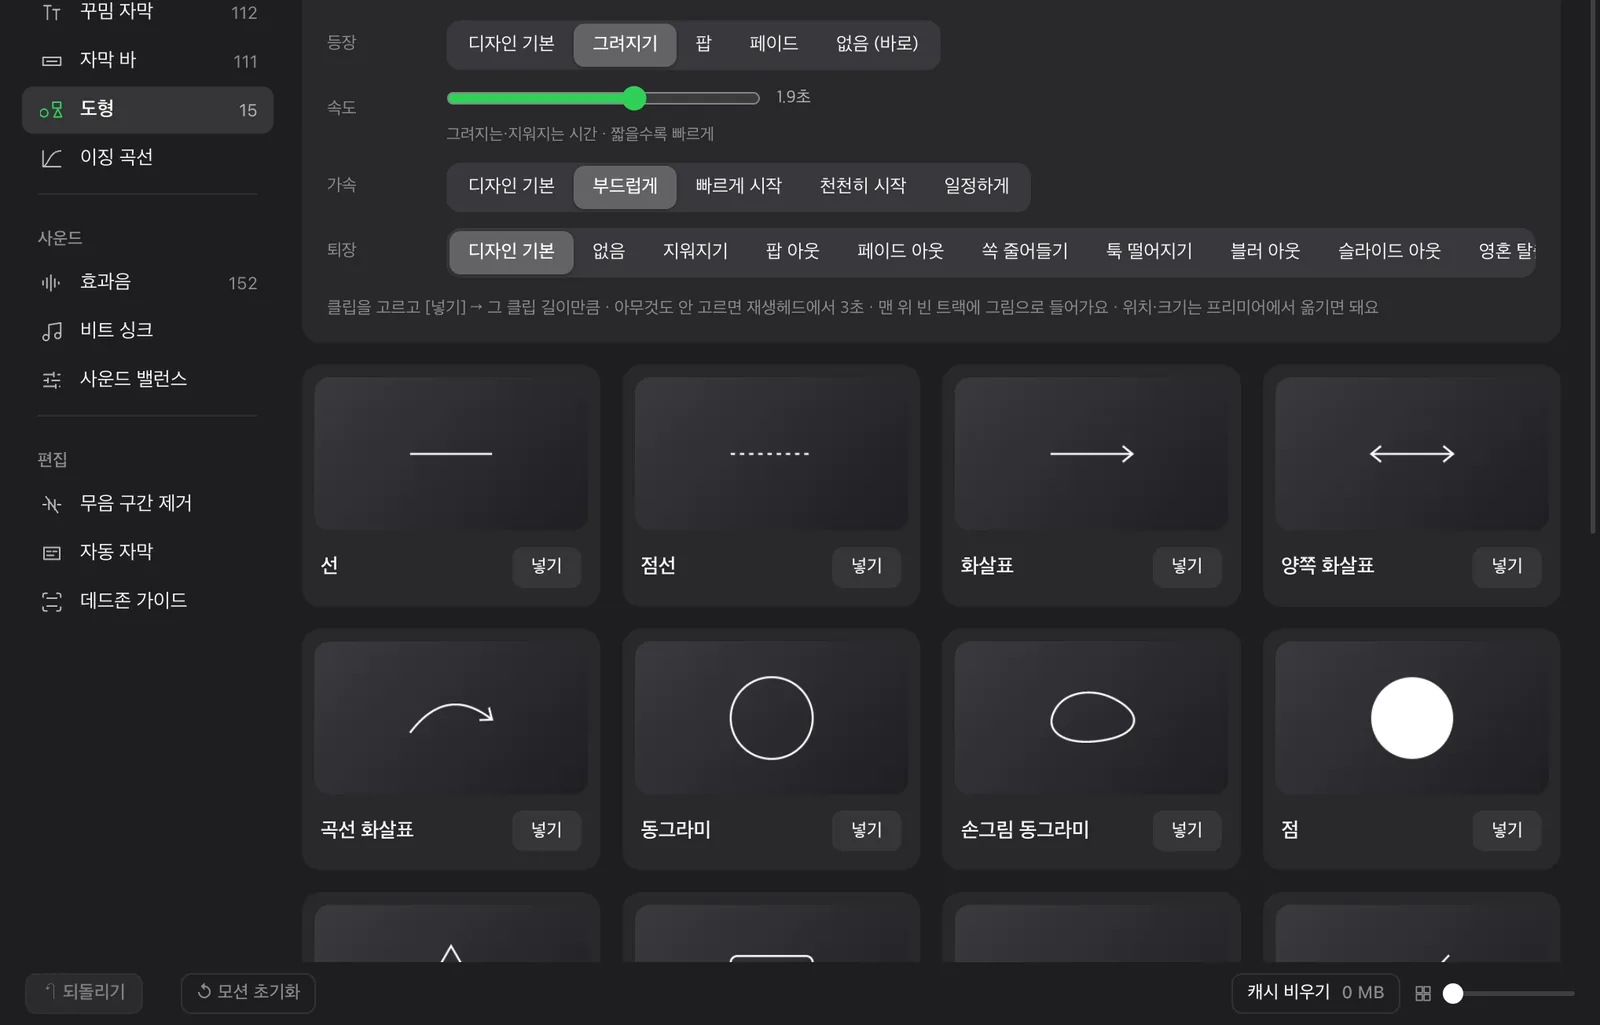 꾸밈 자막 112
자막 바 111
도형 15
이징 곡선
사운드
효과음 152
비트 싱크
사운드 밸런스
편집
무음 구간 제거
자동 자막
데드존 가이드
등장 디자인 기본 그려지기 팝 페이드 없음 (바로)
속도 1.9초
그려지는·지워지는 시간 · 짧을수록 빠르게
가속 디자인 기본 부드럽게 빠르게 시작 천천히 시작 일정하게
퇴장 디자인 기본 없음 지워지기 팝 아웃 페이드 아웃 쏙 줄어들기 툭 떨어지기 블러 아웃 슬라이드 아웃 영혼
클립을 고르고 [넣기] → 그 클립 길이만큼 · 아무것도 안 고르면 재생헤드에서 3초 · 맨 위 빈 트랙에 그림으로 들어가요 · 위치·크기는 프리미어에서 옮기면 돼요
선 넣기 점선 넣기 화살표 넣기 양쪽 화살표 넣기
곡선 화살표 넣기 동그라미 넣기 손그림 동그라미 넣기 점 넣기
되돌리기 모션 초기화 캐시 비우기 0 MB